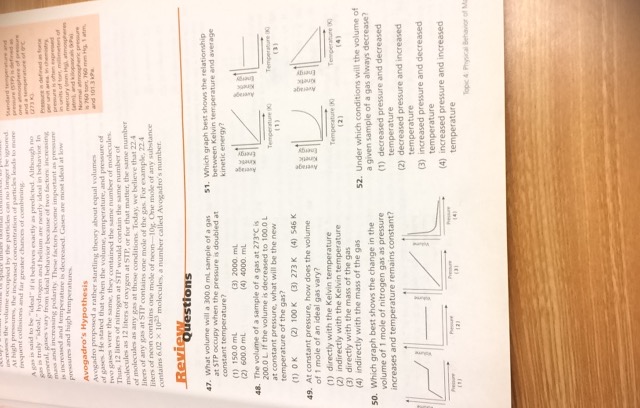 increases the volume occupied by the particles can no longer be ignored.
At high pressures, the increased concentration of particles leads to more
frequent collisions and far greater chances of combining.
A gas is said to be "ideal" if it behaves exactly as predicted. Although no
gas is truly "ideal," hydrogen and helium are nearly ideal in behavior. In
general, gases vary from ideal behavior because of two factors: increasing
mass and increasing polarity. These factors become important as pressure
is increased and temperature is decreased. Gases are most ideal at low
pressures and high temperatures.
Avogadro's Hypothesis
Avogadro proposed a rather startling theory about equal volumes
of gases. He stated that when the volume, temperature, and pressure of
two gases were the same, they contained the same number of molecules.
Thus, 12 liters of nitrogen at STP would contain the same number of
molecules as 12 liters of oxygen at STP, or for that matter, the same number
of molecules as any gas at those conditions. Today, we believe that 22.4
liters of any gas at STP contains one mole of the gas. For example, 22.4
liters of neon contains one mole of neon—10g. One mole of any substance
contains 6.02 × 10²³ molecules, a number called Avogadro's number.
Standard temperature and
pressure (STP) is defined as
one atmosphere of pressure
and a temperature of 0°C
(273 K).
Pressure is defined as force
per unit area. In chemistry,
pressure is often expressed
in units of torr, millimeters of
mercury (mm Hg), atmospheres
(atm), and kilopascals (kPa).
Normal atmospheric pressure
is 760 torr, 760 mm Hg, 1 atm,
and 101.3 kPa.
Review
Questions
47. What volume will a 300.0 mL sample of a gas
at STP occupy when the pressure is doubled at
constant temperature?
(1) 150.0 mL (3) 2000. mL
(2) 600.0 mL (4) 4000. mL
48. The volume of a sample of a gas at 273°C is
200.0 L. If the volume is decreased to 100.0 L
at constant pressure, what will be the new
temperature of the gas?
(1) 0 K (2) 100 K (3) 273 K (4) 546 K
49. At constant pressure, how does the volume
of 1 mole of an ideal gas vary?
(1) directly with the Kelvin temperature
(2) indirectly with the Kelvin temperature
(3) directly with the mass of the gas
(4) indirectly with the mass of the gas
50. Which graph best shows the change in the
volume of 1 mole of nitrogen gas as pressure
increases and temperature remains constant?
Volume
Pressure
(1)
Volume
Pressure
(2)
Volume
Pressure
(3)
Volume
Pressure
(4)
51. Which graph best shows the relationship
between Kelvin temperature and average
kinetic energy?
Average
Kinetic
Energy
Temperature (K)
(1)
Average
Kinetic
Energy
Temperature (K)
(3)
Average
Kinetic
Energy
Temperature (K)
(2)
Average
Kinetic
Energy
Temperature (K)
(4)
52. Under which conditions will the volume of
a given sample of a gas always decrease?
(1) decreased pressure and decreased
temperature
(2) decreased pressure and increased
temperature
(3) increased pressure and decreased
temperature
(4) increased pressure and increased
temperature
Topic 4: Physical Behavior of